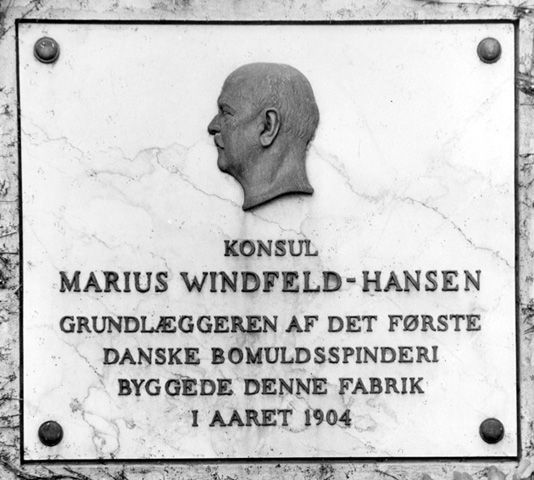 KONSUL
MARIUS WINDFELD-HANSEN
GRUNDLÆGGEREN AF DET FØRSTE
DANSKE BOMULDSSPINDERI
BYGGEDE DENNE FABRIK
I AARET 1904